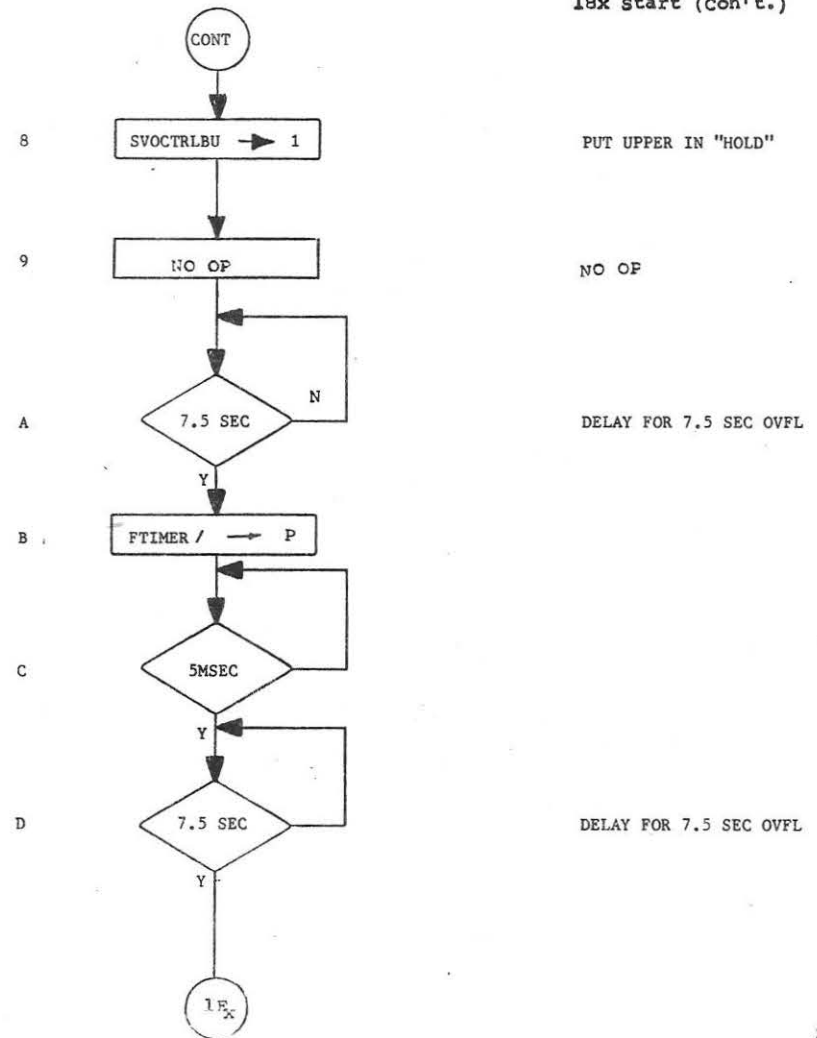 18x start (con't.)
CONT
8 SVOCTRLBU → 1 PUT UPPER IN "HOLD"
9 NO OP NO OP
N
A 7.5 SEC DELAY FOR 7.5 SEC OVFL
Y
B FTIMER / → P
C 5MSEC
Y
D 7.5 SEC DELAY FOR 7.5 SEC OVFL
Y
1Ex